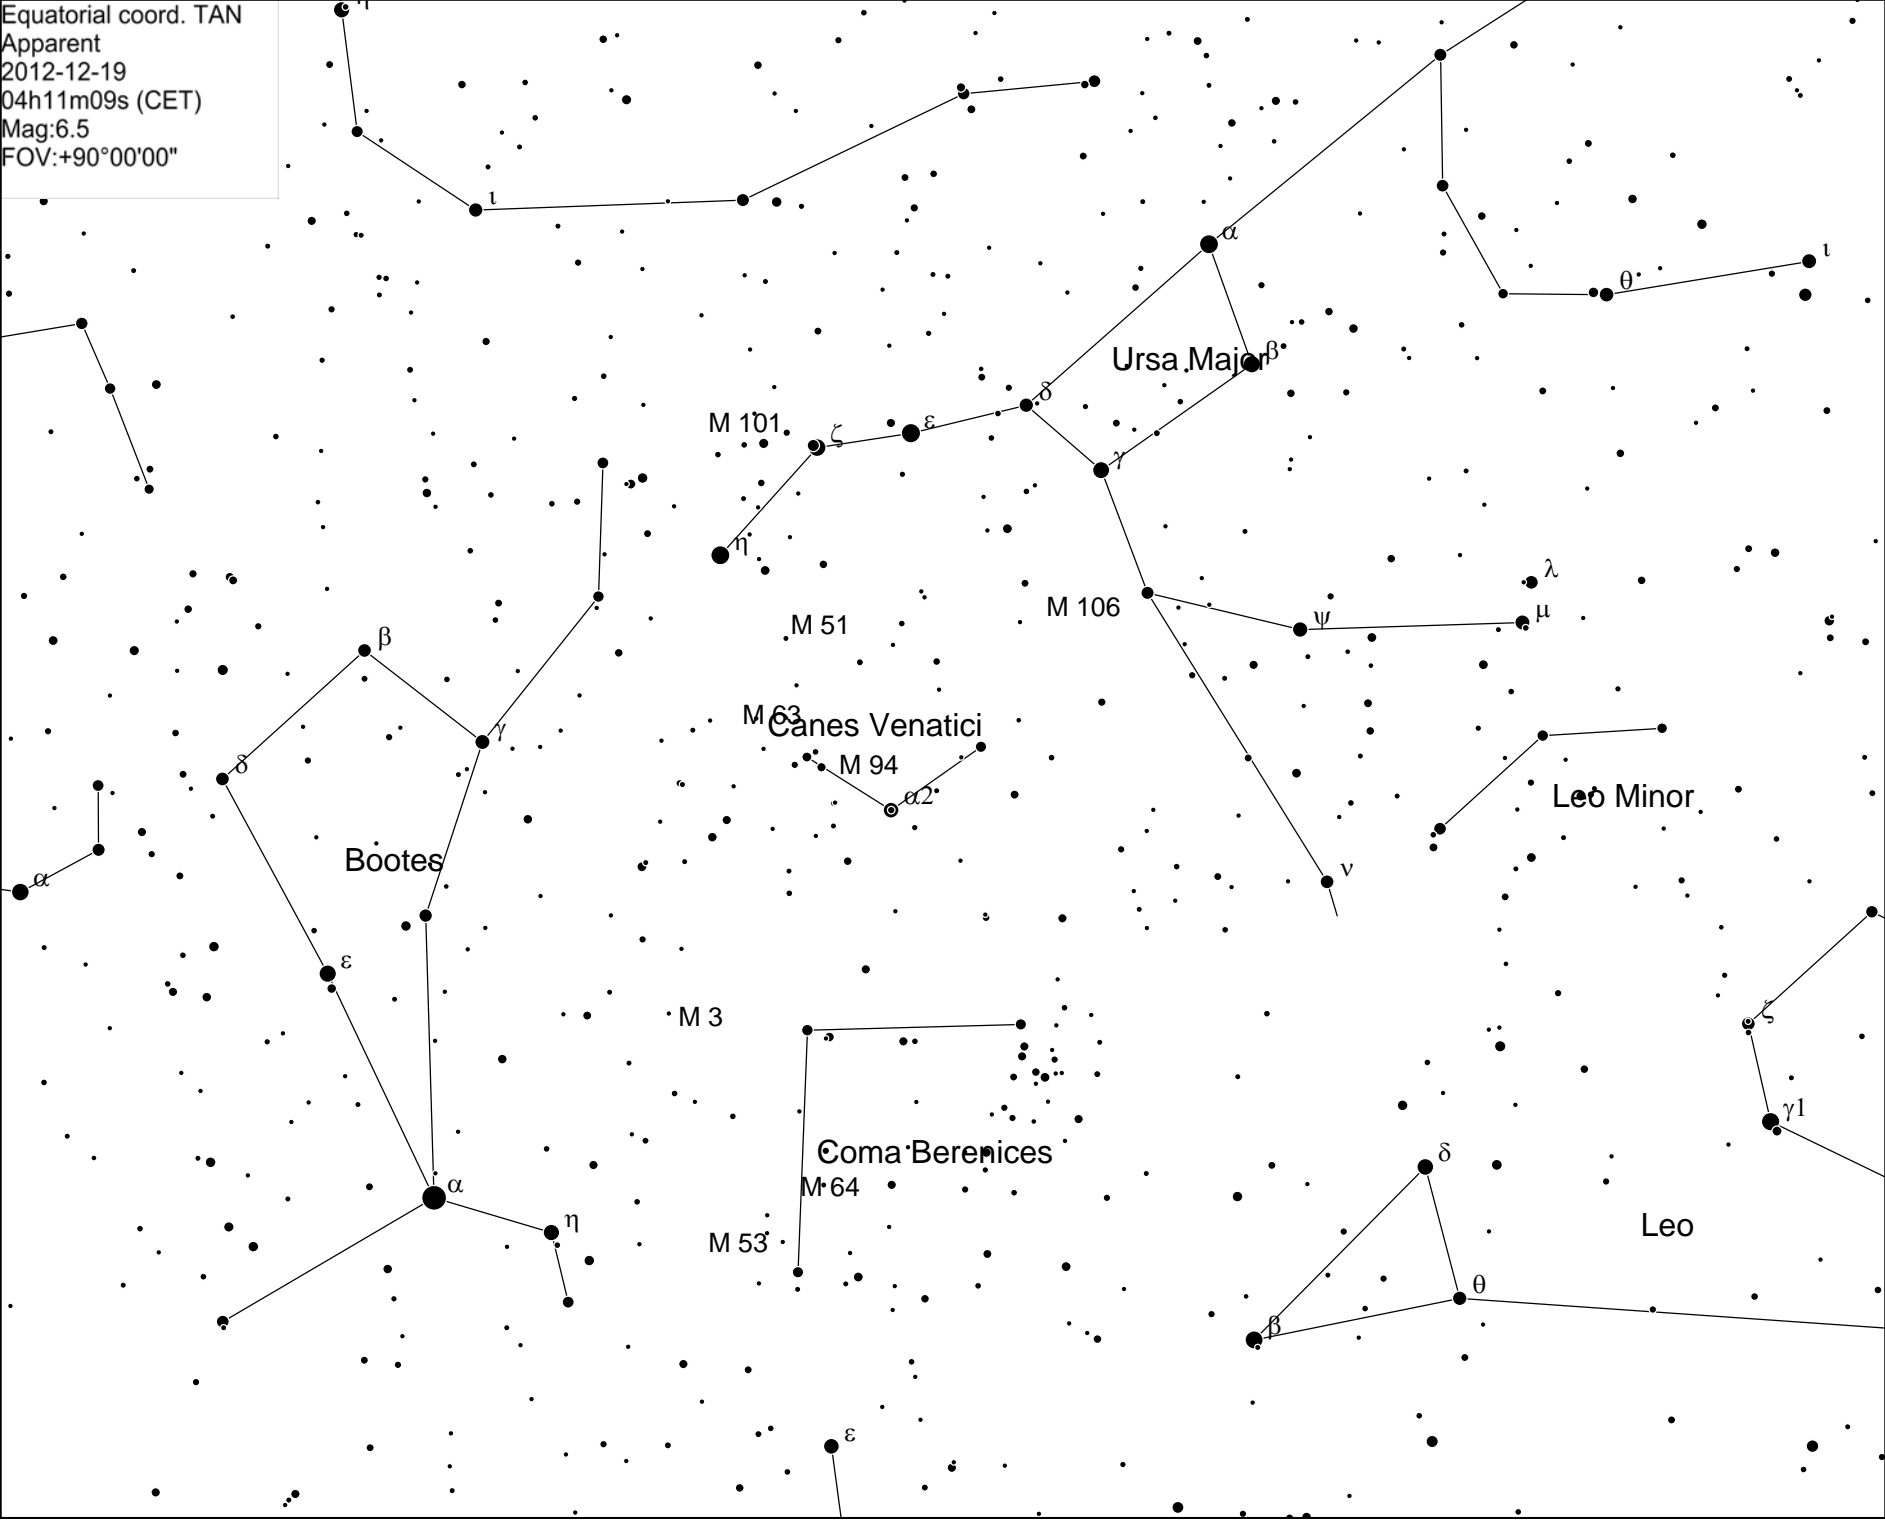 Equatorial coord. TAN
Apparent
2012-12-19
04h11m09s (CET)
Mag:6.5
FOV:+90°00'00"
η
ι
α
θ
ι
Ursa Major
β
δ
M 101
ζ
ε
γ
η
λ
M 106
μ
ψ
M 51
β
M 63
Canes Venatici
γ
δ
M 94
α2
Leo Minor
Bootes
ν
α
ε
M 3
ζ
γ1
Coma Berenices
δ
α
M 64
η
Leo
M 53
θ
β
ε